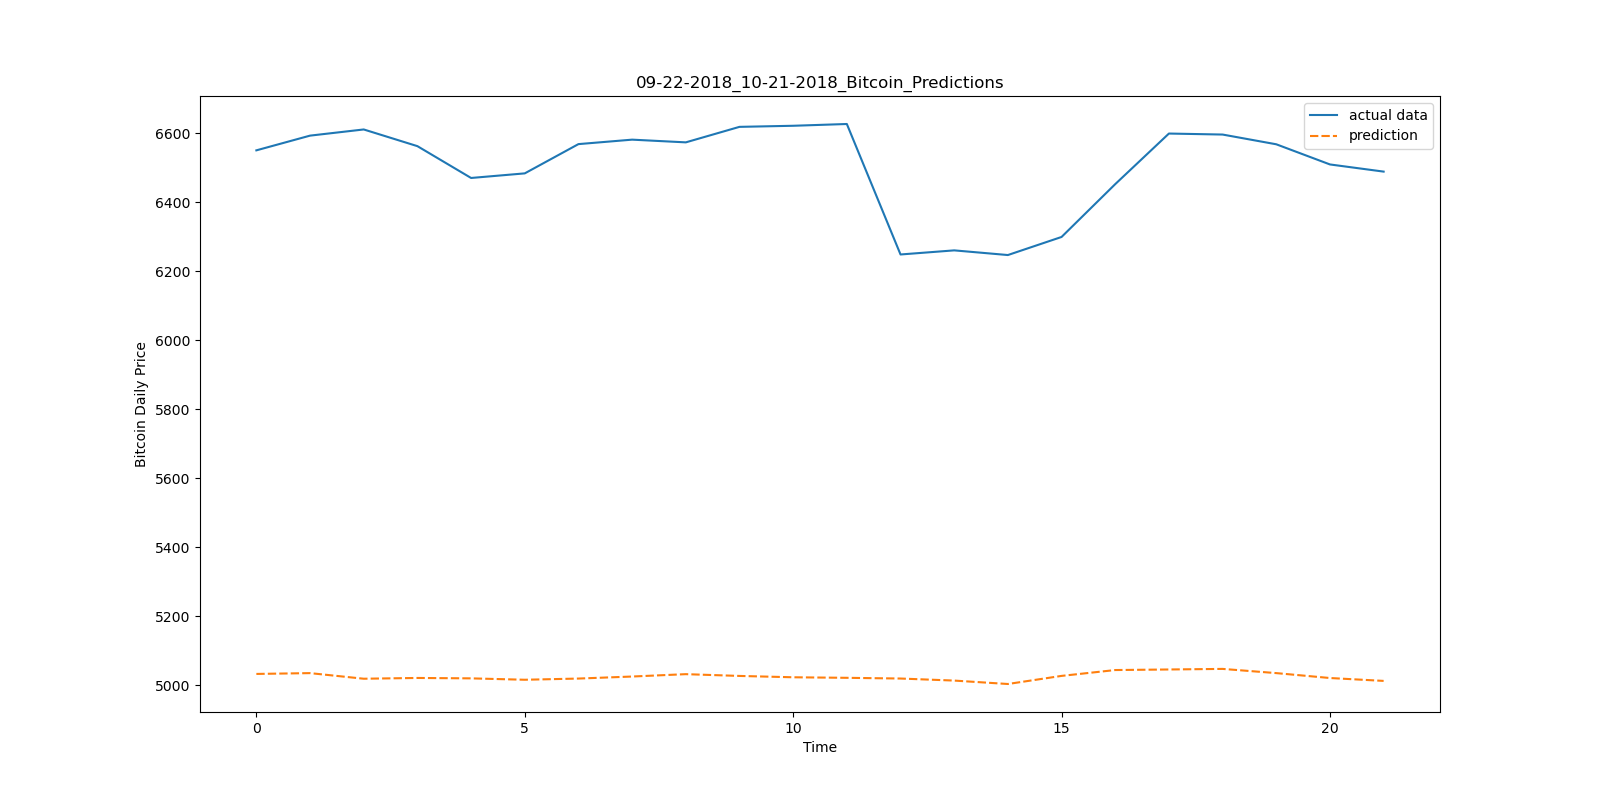 09-22-2018_10-21-2018_Bitcoin_Predictions
actual data
prediction
6600
6400
6200
6000
5800
5600
5400
5200
5000
Bitcoin Daily Price
0 5 10 15 20
Time